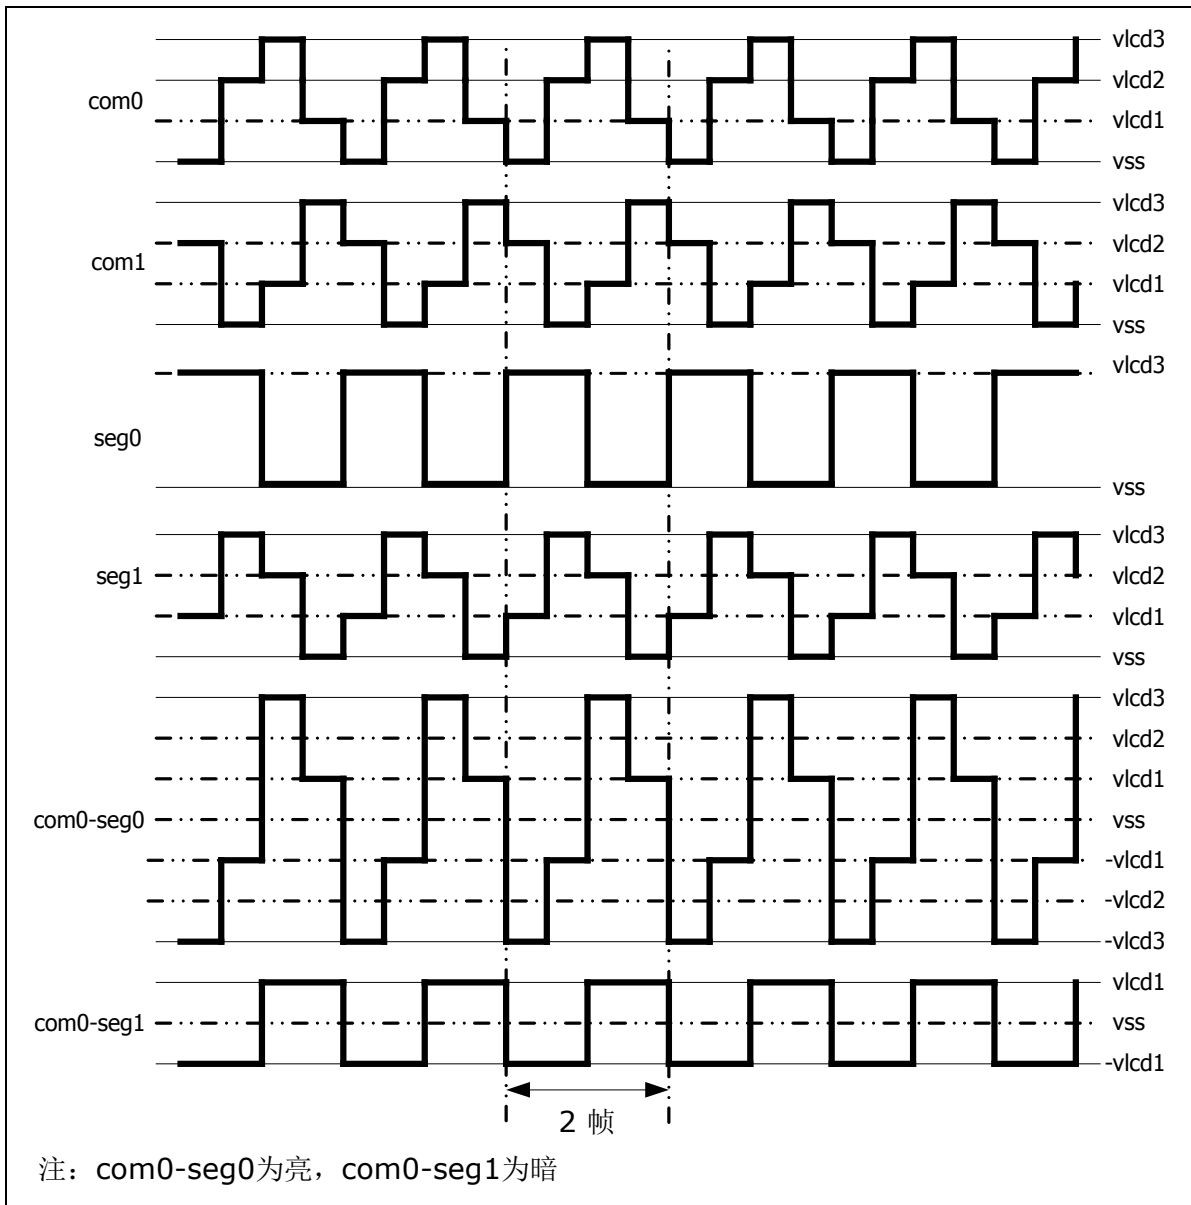 vlcd3
vlcd2
com0
vlcd1
vss
vlcd3
vlcd2
com1
vlcd1
vss
vlcd3
seg0
vss
vlcd3
seg1
vlcd2
vlcd1
vss
vlcd3
vlcd2
vlcd1
com0-seg0
vss
-vlcd1
-vlcd2
-vlcd3
vlcd1
com0-seg1
vss
-vlcd1
2 帧
注：com0-seg0为亮，com0-seg1为暗